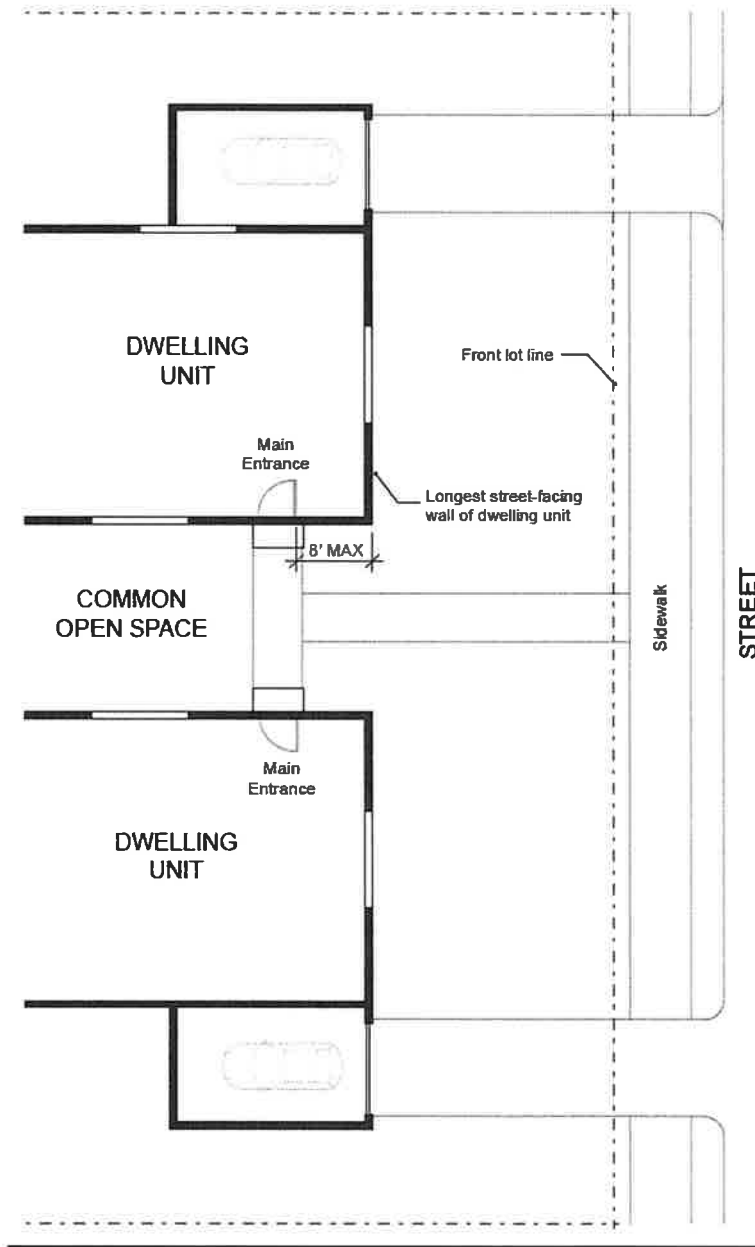 DWELLING
UNIT
Front lot line
Main
Entrance
Longest street-facing
wall of dwelling unit
8' MAX
COMMON
OPEN SPACE
Sidewalk
STREET
Main
Entrance
DWELLING
UNIT